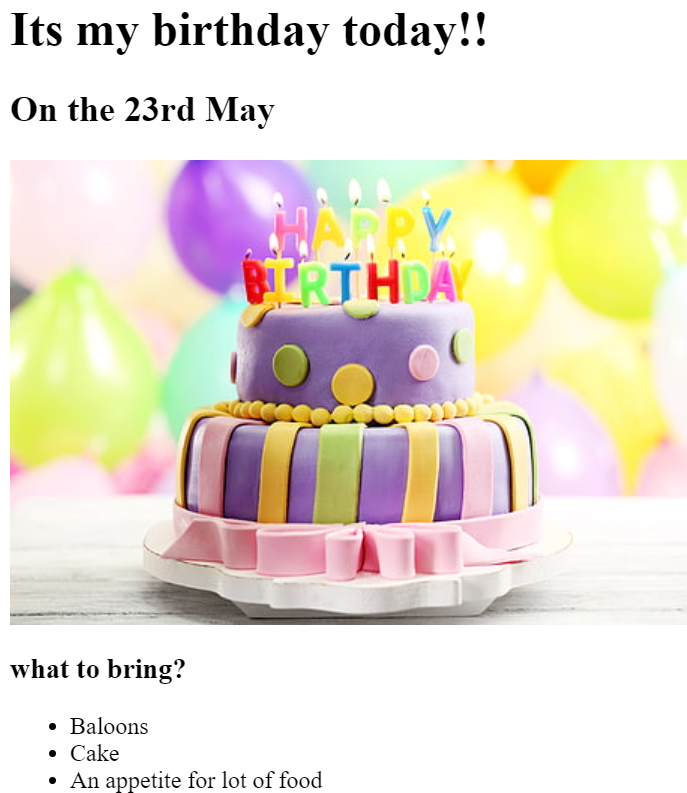 Its my birthday today!!
On the 23rd May
HAPPY
BIRTHDAY
what to bring?
Baloons
Cake
An appetite for lot of food